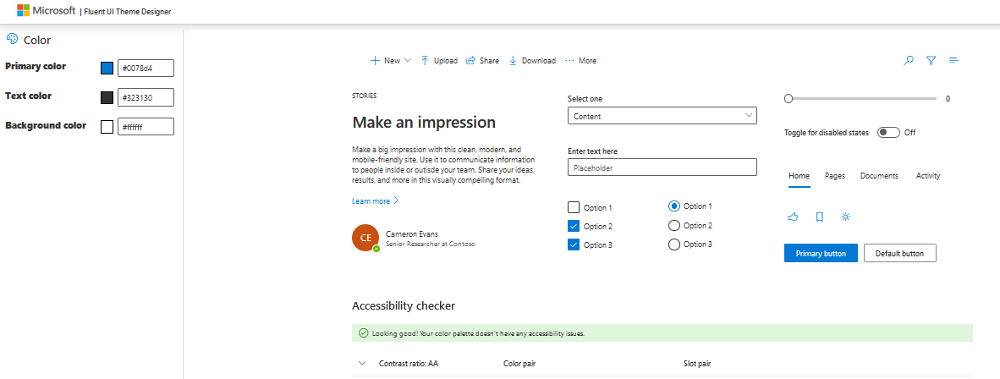 Microsoft | Fluent UI Theme Designer
Color
Primary color
#0078d4
Text color
#323130
Background color
#ffffff
New
Upload
Share
Download
More
STORIES
Make an impression
Make a big impression with this clean, modern, and
mobile-friendly site. Use it to communicate information
to people inside or outisde your team. Share your ideas,
results, and more in this visually compelling format.
Learn more
CE
Cameron Evans
Senior Researcher at Contoso
Select one
Content
Enter text here
Placeholder
Option 1
Option 2
Option 3
Option 1
Option 2
Option 3
0
Toggle for disabled states
Off
Home
Pages
Documents
Activity
Primary button
Default button
Accessibility checker
Looking good! Your color palette doesn't have any accessibility issues.
Contrast ratio: AA
Color pair
Slot pair